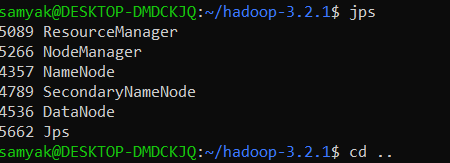 samyak@DESKTOP-DMDCKJQ:~/hadoop-3.2.1$ jps
5089 ResourceManager
5266 NodeManager
4357 NameNode
4789 SecondaryNameNode
4536 DataNode
5662 Jps
samyak@DESKTOP-DMDCKJQ:~/hadoop-3.2.1$ cd ..